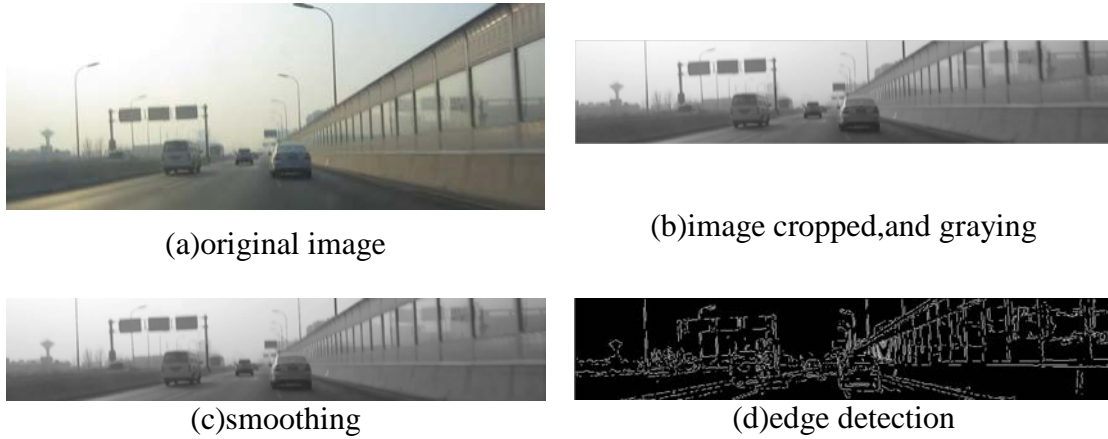 (a)original image
(b)image cropped,and graying
(c)smoothing
(d)edge detection